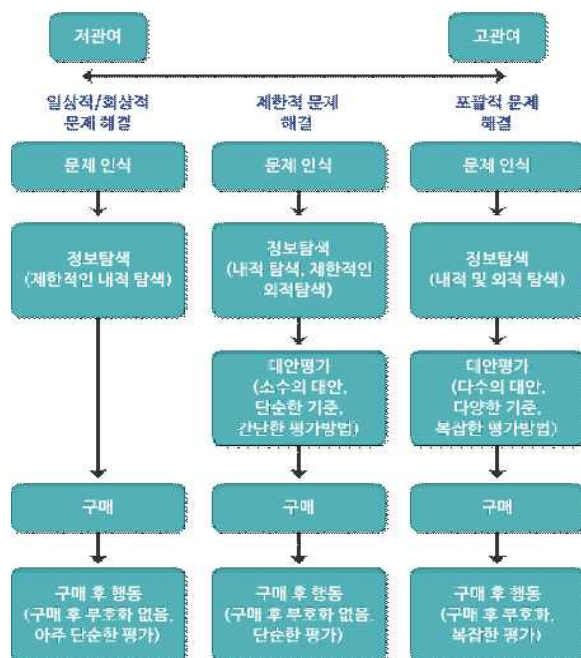 저관여
고관여
일상적/회상적
문제 해결
제한적 문제
해결
포괄적 문제
해결
문제 인식
문제 인식
문제 인식
정보탐색
(제한적인 내적 탐색)
정보탐색
(내적 탐색, 제한적인
외적탐색)
정보탐색
(내적 및 외적 탐색)
대안평가
(소수의 대안,
단순한 기준,
간단한 평가방법)
대안평가
(다수의 대안,
다양한 기준,
복잡한 평가방법)
구매
구매
구매
구매 후 행동
(구매 후 부호화 없음,
아주 단순한 평가)
구매 후 행동
(구매 후 부호화 없음,
단순한 평가)
구매 후 행동
(구매 후 부호화,
복잡한 평가)